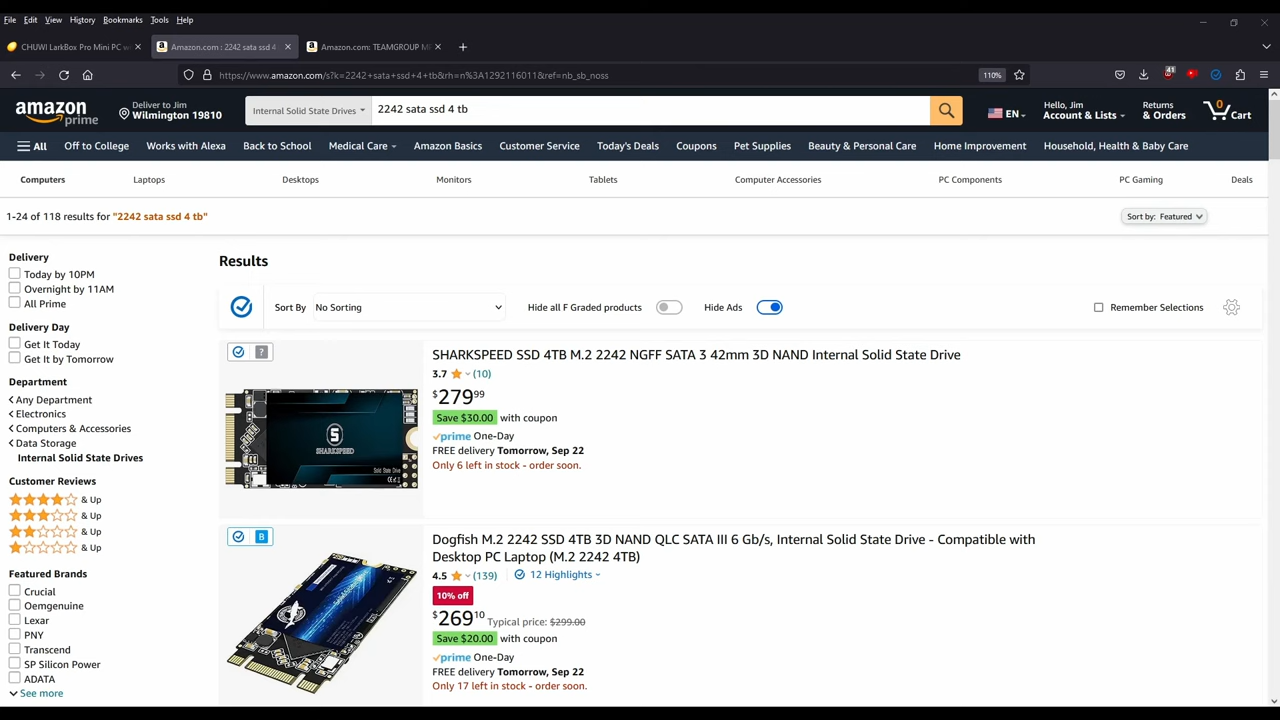 File Edit View History Bookmarks Tools Help
CHUWI LarkBox Pro Mini PC w
Amazon.com : 2242 sata ssd 4
Amazon.com: TEAMGROUP M
https://www.amazon.com/s?k=2242+sata+ssd+4+tb&rh=n%3A1292116011&ref=nb_sb_noss
110%
41
amazon prime
Deliver to Jim
Wilmington 19810
Internal Solid State Drives
2242 sata ssd 4 tb
EN
Hello, Jim
Account & Lists
Returns
& Orders
0
Cart
All
Off to College
Works with Alexa
Back to School
Medical Care
Amazon Basics
Customer Service
Today's Deals
Coupons
Pet Supplies
Beauty & Personal Care
Home Improvement
Household, Health & Baby Care
Computers
Laptops
Desktops
Monitors
Tablets
Computer Accessories
PC Components
PC Gaming
Deals
1-24 of 118 results for "2242 sata ssd 4 tb"
Sort by: Featured
Delivery
Today by 10PM
Overnight by 11AM
All Prime
Delivery Day
Get It Today
Get It by Tomorrow
Department
Any Department
Electronics
Computers & Accessories
Data Storage
Internal Solid State Drives
Customer Reviews
& Up
& Up
& Up
& Up
Featured Brands
Crucial
Oemgenuine
Lexar
PNY
Transcend
SP Silicon Power
ADATA
See more
Results
Sort By
No Sorting
Hide all F Graded products
Hide Ads
Remember Selections
?
SHARKSPEED
Solid State Drive
SHARKSPEED SSD 4TB M.2 2242 NGFF SATA 3 42mm 3D NAND Internal Solid State Drive
3.7 (10)
$279.99
Save $30.00 with coupon
prime One-Day
FREE delivery Tomorrow, Sep 22
Only 6 left in stock - order soon.
B
Dogfish M.2 2242 SSD 4TB 3D NAND QLC SATA III 6 Gb/s, Internal Solid State Drive - Compatible with
Desktop PC Laptop (M.2 2242 4TB)
4.5 (139) 12 Highlights
10% off
$269.10 Typical price: $299.00
Save $20.00 with coupon
prime One-Day
FREE delivery Tomorrow, Sep 22
Only 17 left in stock - order soon.